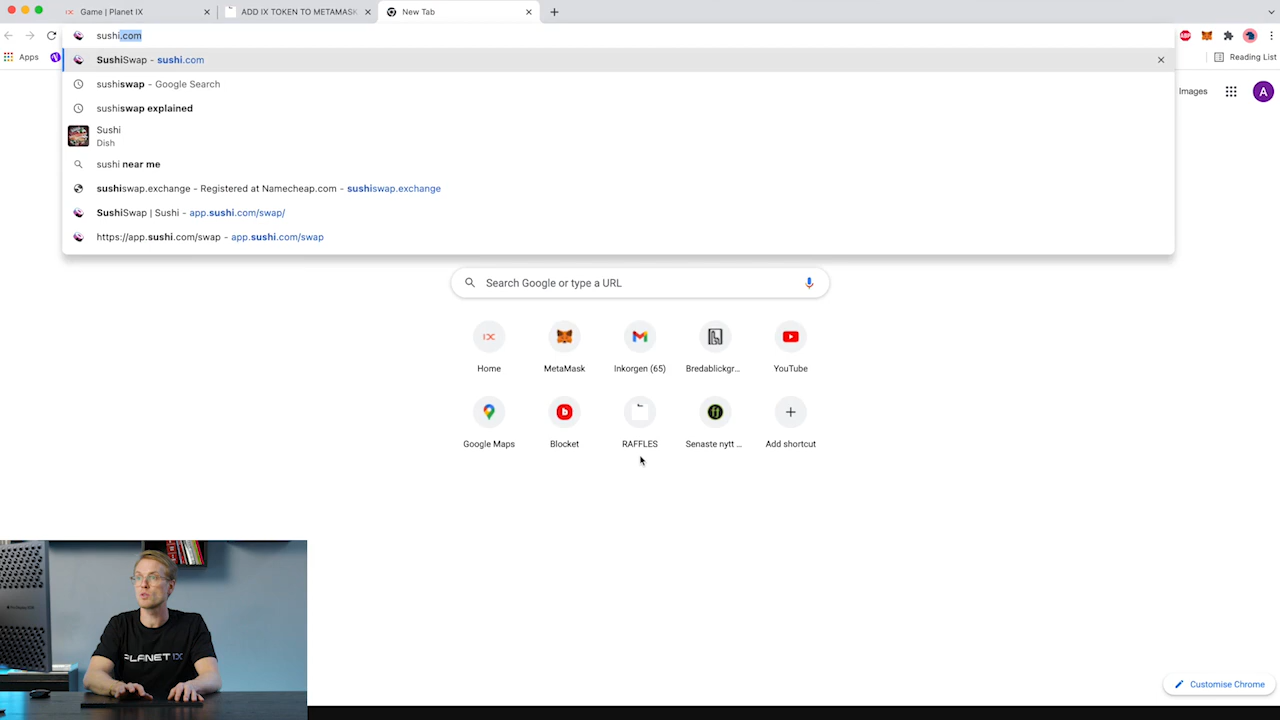 Game | Planet IX
ADD IX TOKEN TO METAMASK
New Tab
sushi.com
Apps
Reading List
SushiSwap - sushi.com
sushiswap - Google Search
sushiswap explained
Sushi
Dish
sushi near me
sushiswap.exchange - Registered at Namecheap.com - sushiswap.exchange
SushiSwap | Sushi - app.sushi.com/swap/
https://app.sushi.com/swap - app.sushi.com/swap
Images
A
Search Google or type a URL
IX
Home
MetaMask
Inkorgen (65)
Bredablickgr...
YouTube
Google Maps
Blocket
RAFFLES
Senaste nytt ...
Add shortcut
PLANET IX
Customise Chrome